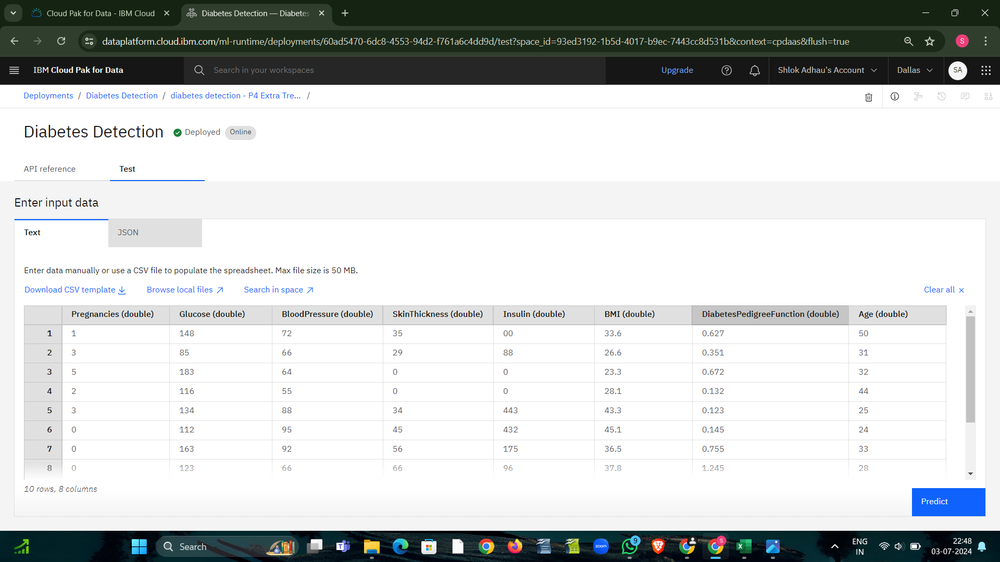 Cloud Pak for Data - IBM Cloud
Diabetes Detection — Diabetes
dataplatform.cloud.ibm.com/ml-runtime/deployments/60ad5470-6dc8-4553-94d2-f761a6c4dd9d/test?space_id=93ed3192-1b5d-4017-b9ec-7443cc8d531b&context=cpdaas&flush=true
S
IBM Cloud Pak for Data
Search in your workspaces
Upgrade
Shlok Adhau's Account
Dallas
SA
Deployments / Diabetes Detection / diabetes detection - P4 Extra Tre... /
Diabetes Detection
Deployed
Online
API reference
Test
Enter input data
Text
JSON
Enter data manually or use a CSV file to populate the spreadsheet. Max file size is 50 MB.
Download CSV template
Browse local files
Search in space
Clear all
Pregnancies (double) Glucose (double) BloodPressure (double) SkinThickness (double) Insulin (double) BMI (double) DiabetesPedigreeFunction (double) Age (double)
1 1 148 72 35 00 33.6 0.627 50
2 3 85 66 29 88 26.6 0.351 31
3 5 183 64 0 0 23.3 0.672 32
4 2 116 55 0 0 28.1 0.132 44
5 3 134 88 34 443 43.3 0.123 25
6 0 112 95 45 432 45.1 0.145 24
7 0 163 92 56 175 36.5 0.755 33
8 0 123 66 66 96 37.8 1.245 28
10 rows, 8 columns
Predict
Search
zoom
9
S
ENG
IN
22:48
03-07-2024